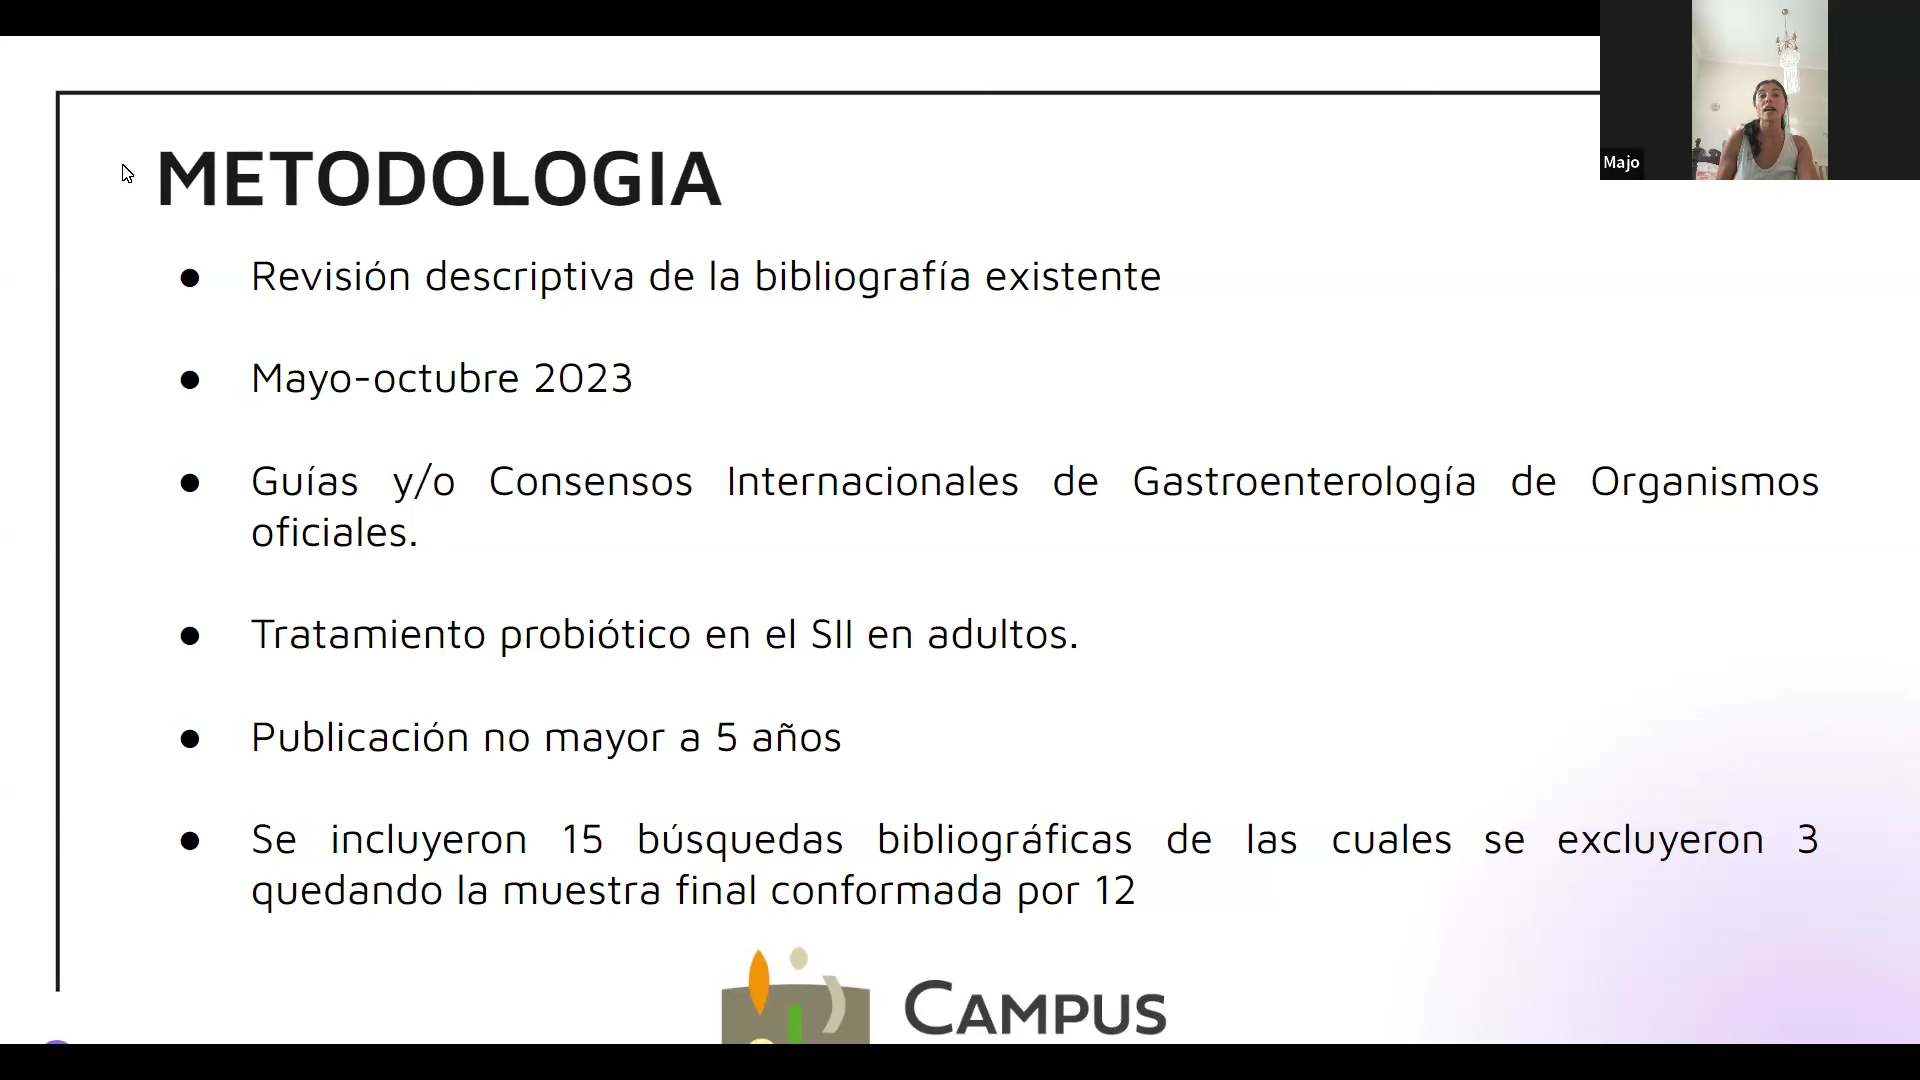 METODOLOGIA
Majo
● Revisión descriptiva de la bibliografía existente
● Mayo-octubre 2023
● Guías y/o Consensos Internacionales de Gastroenterología de Organismos
oficiales.
● Tratamiento probiótico en el SII en adultos.
● Publicación no mayor a 5 años
● Se incluyeron 15 búsquedas bibliográficas de las cuales se excluyeron 3
quedando la muestra final conformada por 12
CAMPUS